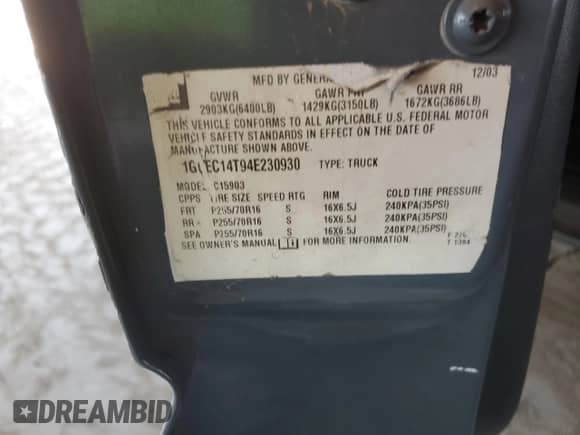 MFD BY GENERAL 12/03
GVWR GAWR FRT GAWR RR
2903KG(6400LB) 1429KG(3150LB) 1672KG(3686LB)
THIS VEHICLE CONFORMS TO ALL APPLICABLE U.S. FEDERAL MOTOR
VEHICLE SAFETY STANDARDS IN EFFECT ON THE DATE OF
MANUFACTURE SHOWN ABOVE.
EC14T94E230930 TYPE: TRUCK
MODEL C15903
CPPS TIRE SIZE SPEED RTG RIM COLD TIRE PRESSURE
FRT P255/70R16 S 16X6.5J 240KPA(35PSI)
RR P255/70R16 S 16X6.5J 240KPA(35PSI)
SPA P255/70R16 S 16X6.5J 240KPA(35PSI)
SEE OWNER'S MANUAL FOR MORE INFORMATION.
T 1394
DREAMBID